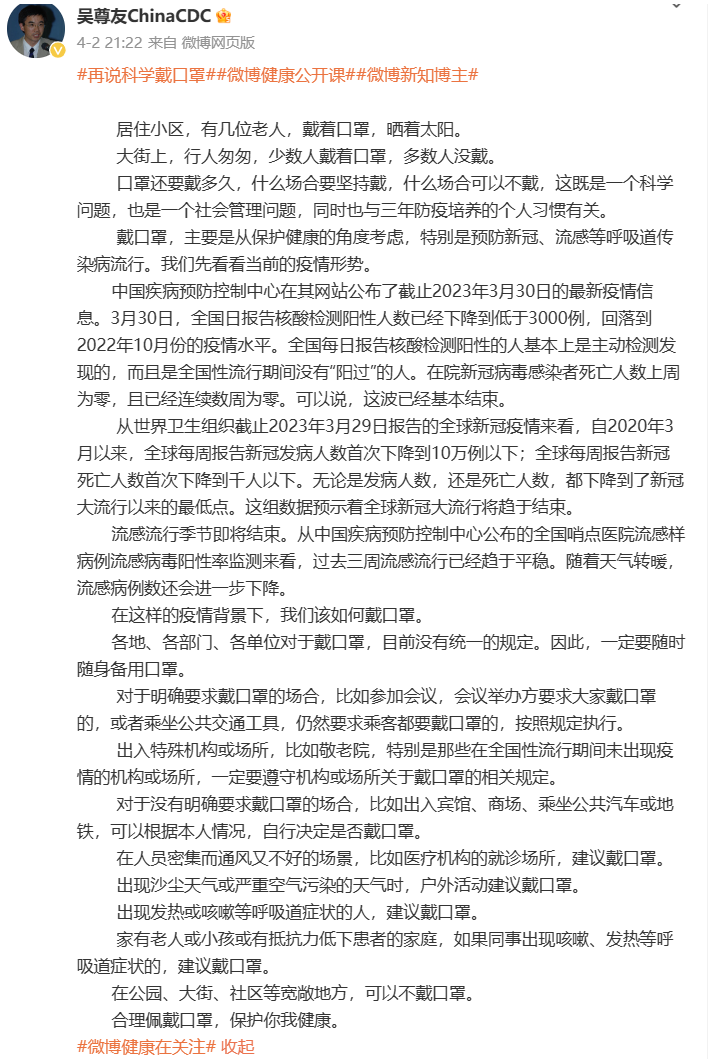 吴尊友ChinaCDC
4-2 21:22 来自 微博网页版
#再说科学戴口罩##微博健康公开课##微博新知博主#
居住小区，有几位老人，戴着口罩，晒着太阳。
大街上，行人匆匆，少数人戴着口罩，多数人没戴。
口罩还要戴多久，什么场合要坚持戴，什么场合可以不戴，这既是一个科学
问题，也是一个社会管理问题，同时也与三年防疫培养的个人习惯有关。
戴口罩，主要是从保护健康的角度考虑，特别是预防新冠、流感等呼吸道传
染病流行。我们先看看当前的疫情形势。
中国疾病预防控制中心在其网站公布了截止2023年3月30日的最新疫情信
息。3月30日，全国日报告核酸检测阳性人数已经下降到低于3000例，回落到
2022年10月份的疫情水平。全国每日报告核酸检测阳性的人基本上是主动检测发
现的，而且是全国性流行期间没有“阳过”的人。在院新冠病毒感染者死亡人数上周
为零，且已经连续数周为零。可以说，这波已经基本结束。
从世界卫生组织截止2023年3月29日报告的全球新冠疫情来看，自2020年3
月以来，全球每周报告新冠发病人数首次下降到10万例以下；全球每周报告新冠
死亡人数首次下降到千人以下。无论是发病人数，还是死亡人数，都下降到了新冠
大流行以来的最低点。这组数据预示着全球新冠大流行将趋于结束。
流感流行季节即将结束。从中国疾病预防控制中心公布的全国哨点医院流感样
病例流感病毒阳性率监测来看，过去三周流感流行已经趋于平稳。随着天气转暖，
流感病例数还会进一步下降。
在这样的疫情背景下，我们该如何戴口罩。
各地、各部门、各单位对于戴口罩，目前没有统一的规定。因此，一定要随时
随身备用口罩。
对于明确要求戴口罩的场合，比如参加会议，会议举办方要求大家戴口罩
的，或者乘坐公共交通工具，仍然要求乘客都要戴口罩的，按照规定执行。
出入特殊机构或场所，比如敬老院，特别是那些在全国性流行期间未出现疫
情的机构或场所，一定要遵守机构或场所关于戴口罩的相关规定。
对于没有明确要求戴口罩的场合，比如出入宾馆、商场、乘坐公共汽车或地
铁，可以根据本人情况，自行决定是否戴口罩。
在人员密集而通风又不好的场景，比如医疗机构的就诊场所，建议戴口罩。
出现沙尘天气或严重空气污染的天气时，户外活动建议戴口罩。
出现发热或咳嗽等呼吸道症状的人，建议戴口罩。
家有老人或小孩或有抵抗力低下患者的家庭，如果同事出现咳嗽、发热等呼
吸道症状的，建议戴口罩。
在公园、大街、社区等宽敞地方，可以不戴口罩。
合理佩戴口罩，保护你我健康。
#微博健康在关注# 收起